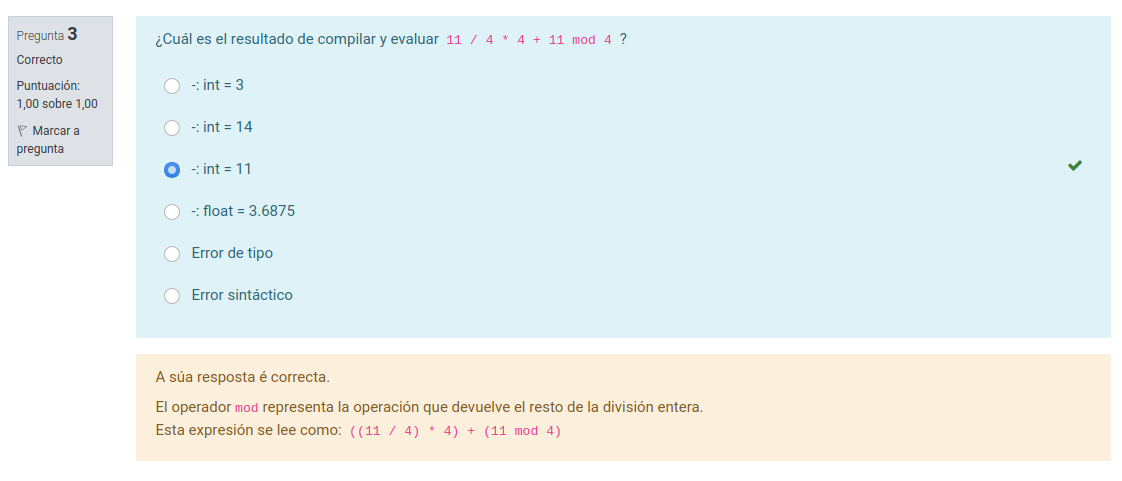 Pregunta 3
Correcto
Puntuación:
1,00 sobre 1,00
Marcar a
pregunta
¿Cuál es el resultado de compilar y evaluar 11 / 4 * 4 + 11 mod 4 ?
-: int = 3
-: int = 14
-: int = 11
-: float = 3.6875
Error de tipo
Error sintáctico
A súa resposta é correcta.
El operador mod representa la operación que devuelve el resto de la división entera.
Esta expresión se lee como: ((11 / 4) * 4) + (11 mod 4)